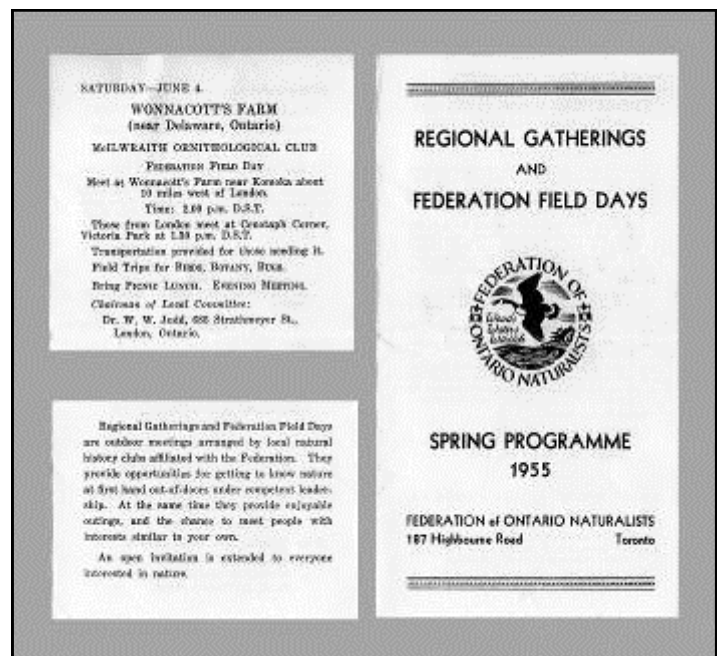 SATURDAY—JUNE 4
WONNACOTT'S FARM
(near Delaware, Ontario)
McILWRAITH ORNITHOLOGICAL CLUB
FEDERATION FIELD DAY
Meet at Wonnacott's Farm near Komoka about
10 miles west of London.
Time: 2.00 p.m. D.S.T.
Those from London meet at Cenotaph Corner,
Victoria Park at 1.30 p.m. D.S.T.
Transportation provided for those needing it.
Field Trips for BIRDS, BOTANY,
Bring PICNIC LUNCH. EVENING MEETING.
Chairman of Local Committee:
Dr. W. W. Judd, 685 Strathmeyer St.,
London, Ontario.
Regional Gatherings and Federation Field Days
are outdoor meetings arranged by local natural
history clubs affiliated with the Federation. They
provide opportunities for getting to know nature
at first hand out-of-doors under competent leader-
ship. At the same time they provide enjoyable
outings, and the chance to meet people with
interests similar to your own.
An open invitation is extended to everyone
interested in nature.
REGIONAL GATHERINGS
AND
FEDERATION FIELD DAYS
FEDERATION OF
ONTARIO NATURALISTS
Woods
Waters
Wildlife
SPRING PROGRAMME
1955
FEDERATION of ONTARIO NATURALISTS
187 Highbourne Road Toronto